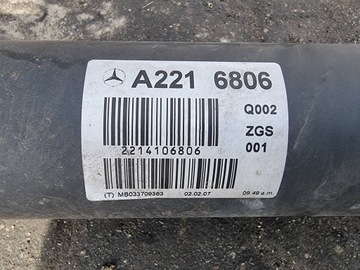 A221 6806
Q002
ZGS
001
2214106806
(T) MB033709363 02.02.07 09.49 a.m.